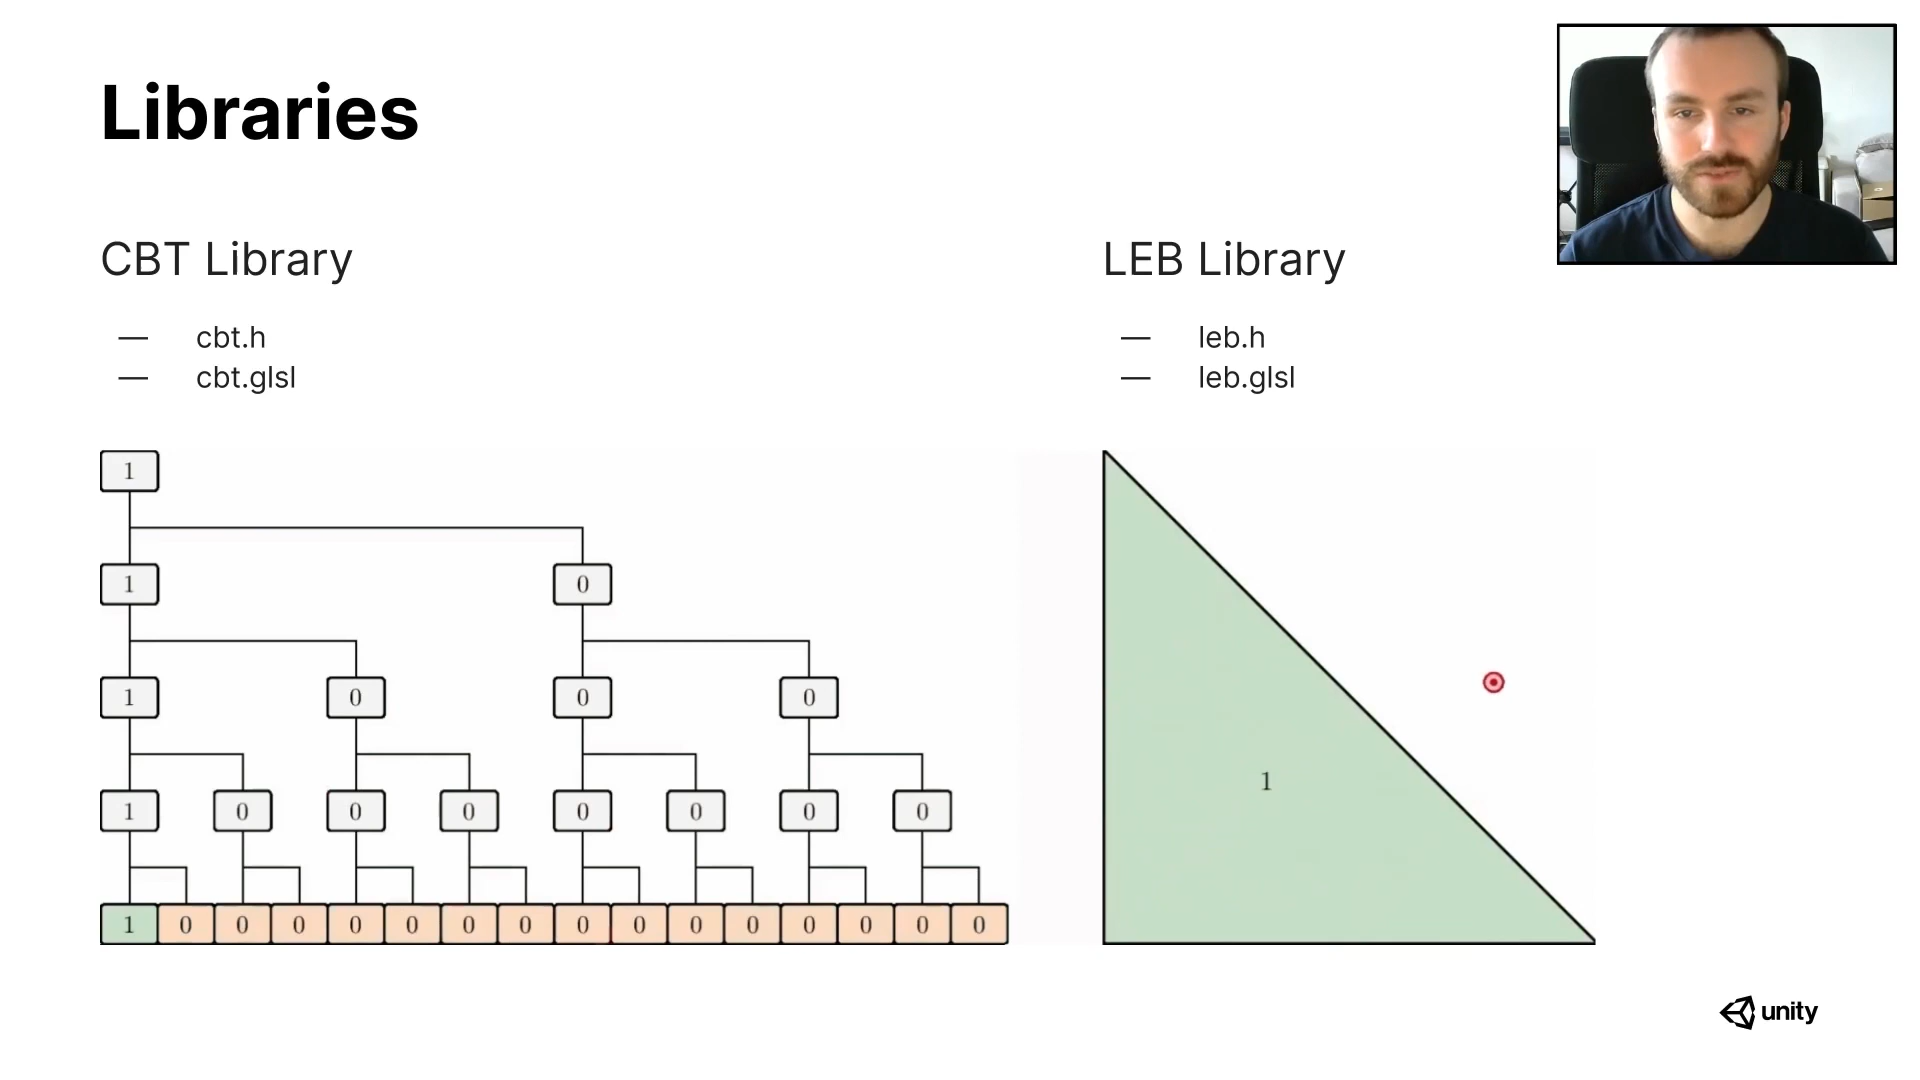 Libraries
CBT Library
— cbt.h
— cbt.glsl
LEB Library
— leb.h
— leb.glsl
1
1 0
1 0 0 0
1 0 0 0 0 0 0 0
1 0 0 0 0 0 0 0 0 0 0 0 0 0 0 0
1
unity